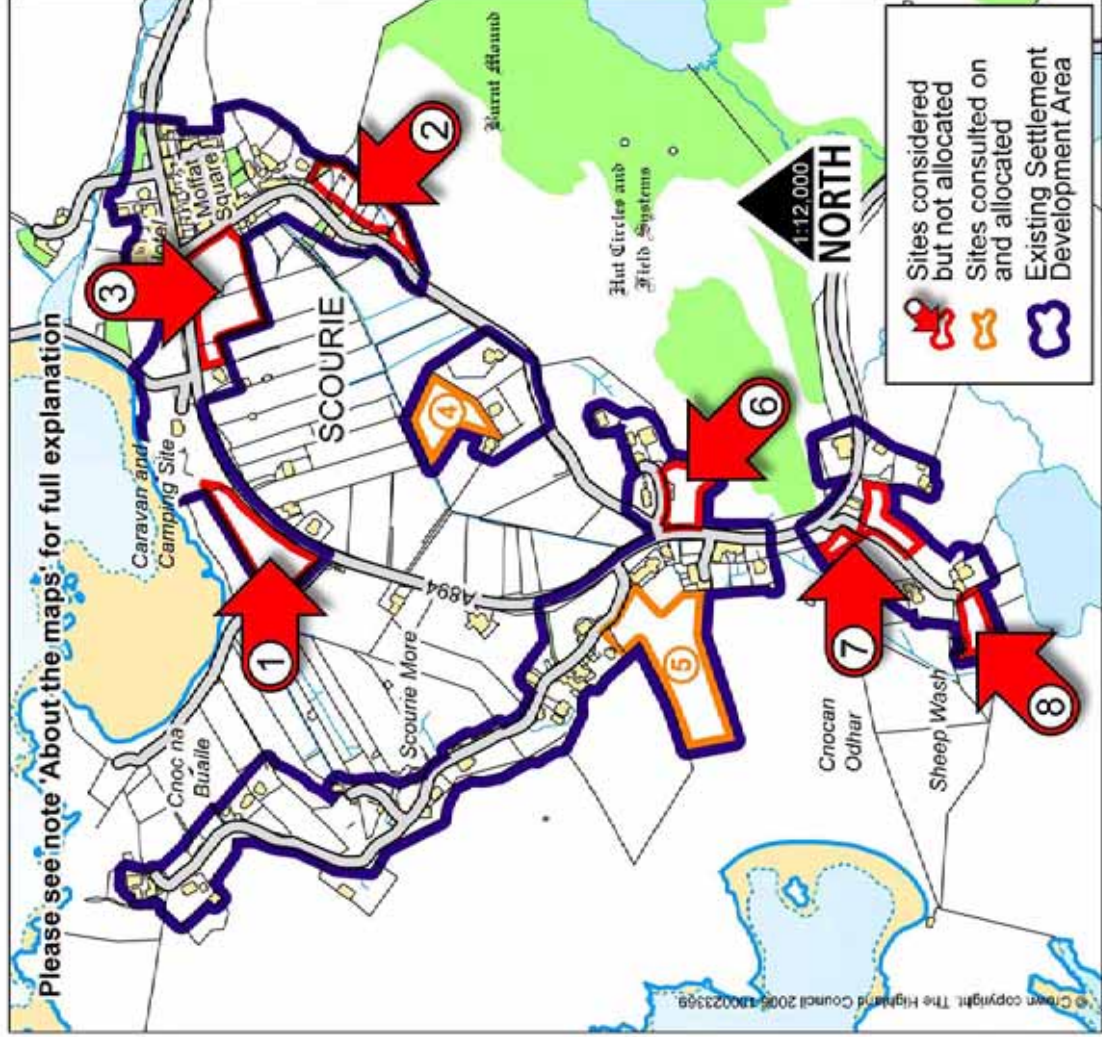 Please see note 'About the maps' for full explanation
Caravan and
Camping Site
Cnoc na
Buaile
Scourie More
A894
SCOURIE
Hotel
Moffat
Square
Burnt Mound
Hut Circles and
Field Systems
Cnocan
Odhar
Sheep Wash
1
2
3
4
5
6
7
8
1:12,000
NORTH
Sites considered
but not allocated
Sites consulted on
and allocated
Existing Settlement
Development Area
© Crown copyright. The Highland Council 2006 100023369.